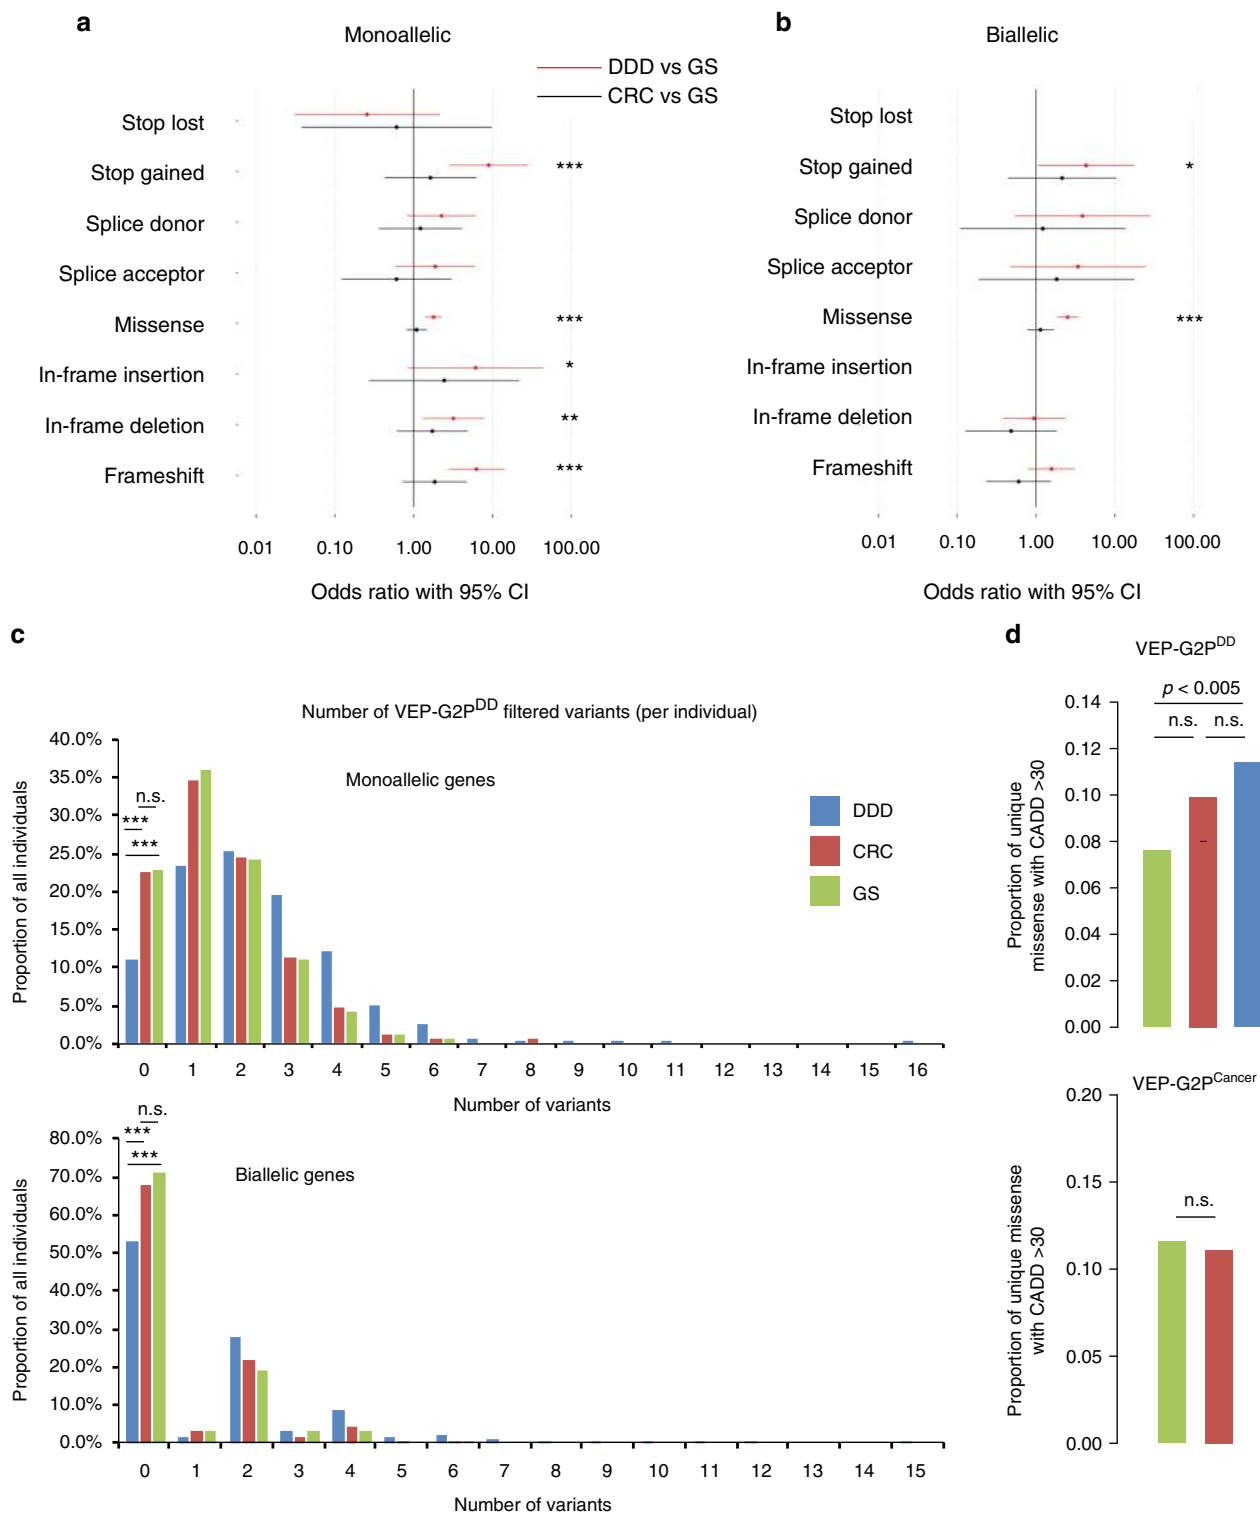 a
Monoallelic
b
Biallelic
DDD vs GS
CRC vs GS
Stop lost
Stop gained
***
Splice donor
Splice acceptor
Missense
***
In-frame insertion
*
In-frame deletion
**
Frameshift
***
0.01 0.10 1.00 10.00 100.00
Odds ratio with 95% CI
Stop lost
Stop gained
*
Splice donor
Splice acceptor
Missense
***
In-frame insertion
In-frame deletion
Frameshift
0.01 0.10 1.00 10.00 100.00
Odds ratio with 95% CI
c
Number of VEP-G2P^DD filtered variants (per individual)
Monoallelic genes
Proportion of all individuals
40.0%
35.0%
30.0%
25.0%
20.0%
15.0%
10.0%
5.0%
0.0%
n.s.
***
***
DDD
CRC
GS
0 1 2 3 4 5 6 7 8 9 10 11 12 13 14 15 16
Number of variants
Biallelic genes
Proportion of all individuals
80.0%
70.0%
60.0%
50.0%
40.0%
30.0%
20.0%
10.0%
0.0%
n.s.
***
***
0 1 2 3 4 5 6 7 8 9 10 11 12 13 14 15
Number of variants
d
VEP-G2P^DD
p < 0.005
n.s. n.s.
Proportion of unique
missense with CADD >30
0.14
0.12
0.10
0.08
0.06
0.04
0.02
0.00
VEP-G2P^Cancer
n.s.
Proportion of unique missense
with CADD >30
0.20
0.15
0.10
0.05
0.00